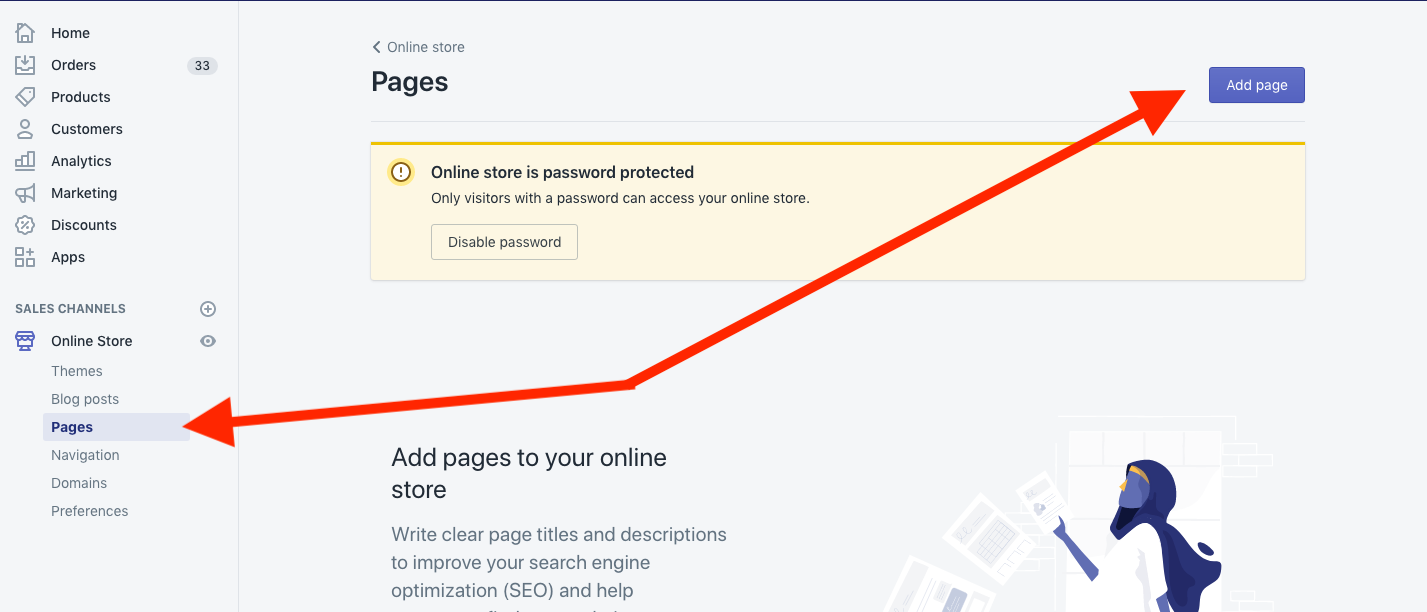 Home
Orders 33
Products
Customers
Analytics
Marketing
Discounts
Apps
SALES CHANNELS
Online Store
Themes
Blog posts
Pages
Navigation
Domains
Preferences
Online store
Pages
Add page
Online store is password protected
Only visitors with a password can access your online store.
Disable password
Add pages to your online
store
Write clear page titles and descriptions
to improve your search engine
optimization (SEO) and help